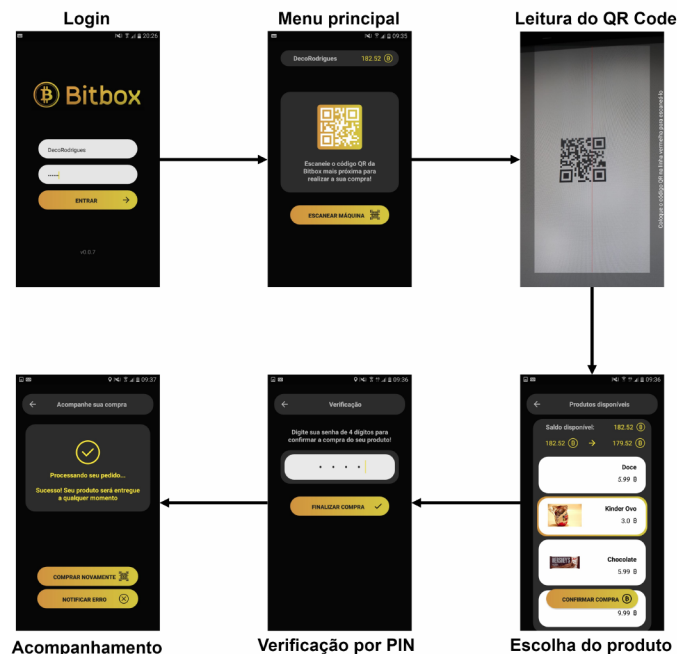 Login
20:26
Bitbox
DecoRodrigues
......
ENTRAR
v0.0.7
Menu principal
09:35
DecoRodrigues 182.52
Escaneie o código QR da
Bitbox mais próxima para
realizar a sua compra!
ESCANEAR MÁQUINA
Leitura do QR Code
Coloque o código QR na linha vermelha para escaneá-lo
09:36
Produtos disponíveis
Saldo disponível: 182.52
182.52 → 179.52
Doce
5.99 ฿
Kinder Ovo
3.0 ฿
HERSHEY'S
Chocolate
5.99 ฿
CONFIRMAR COMPRA
9.99 ฿
Escolha do produto
09:36
Verificação
Digite sua senha de 4 dígitos para
confirmar a compra do seu produto!
FINALIZAR COMPRA
Verificação por PIN
09:37
Acompanhe sua compra
Processando seu pedido...
Sucesso! Seu produto será entregue
a qualquer momento
COMPRAR NOVAMENTE
NOTIFICAR ERRO
Acompanhamento